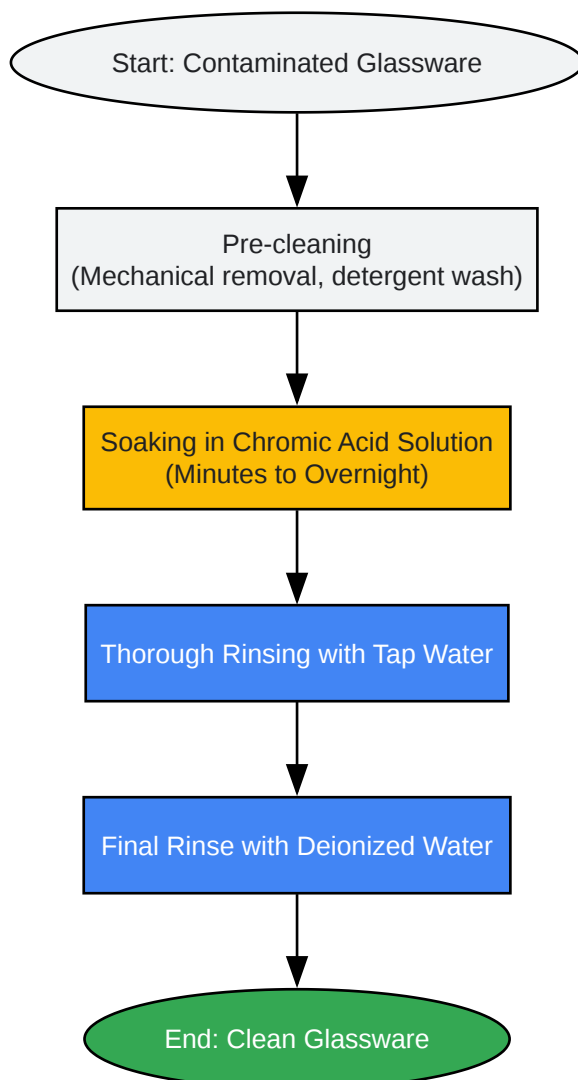 Start: Contaminated Glassware
Pre-cleaning
(Mechanical removal, detergent wash)
Soaking in Chromic Acid Solution
(Minutes to Overnight)
Thorough Rinsing with Tap Water
Final Rinse with Deionized Water
End: Clean Glassware